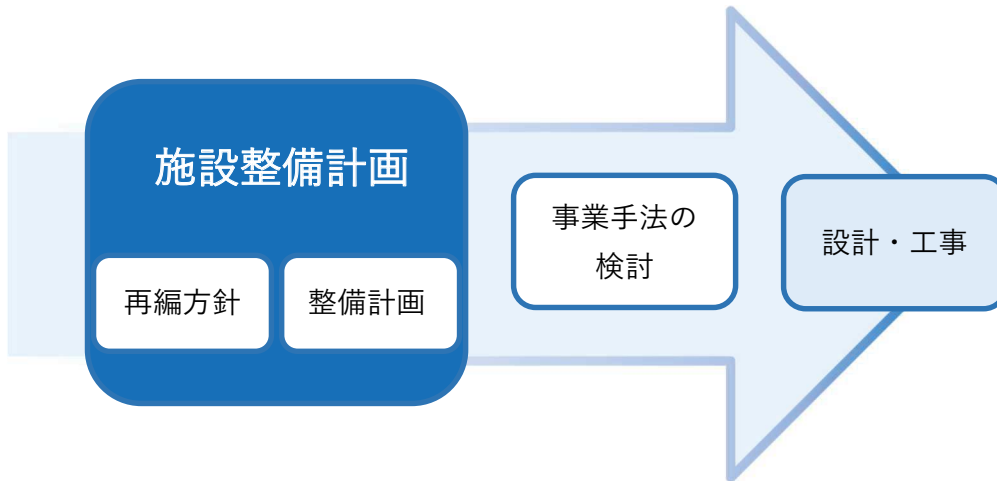 施設整備計画
再編方針
整備計画
事業手法の
検討
設計・工事